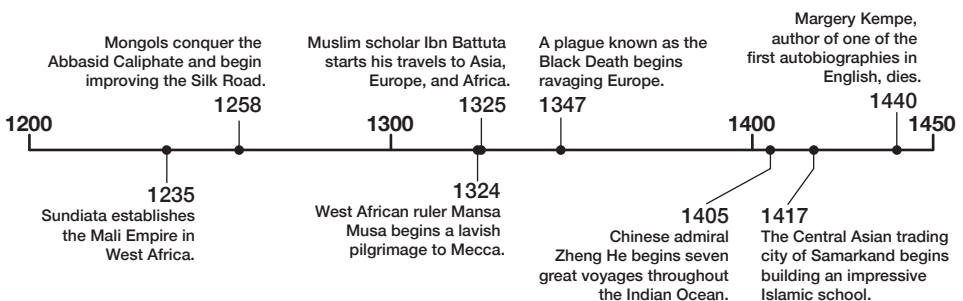 Mongols conquer the
Abbasid Caliphate and begin
improving the Silk Road.
1258
Muslim scholar Ibn Battuta
starts his travels to Asia,
Europe, and Africa.
1325
A plague known as the
Black Death begins
ravaging Europe.
1347
Margery Kempe,
author of one of the
first autobiographies in
English, dies.
1440
1200
1300
1400
1450
1235
Sundiata establishes
the Mali Empire in
West Africa.
1324
West African ruler Mansa
Musa begins a lavish
pilgrimage to Mecca.
1405
Chinese admiral
Zheng He begins seven
great voyages throughout
the Indian Ocean.
1417
The Central Asian trading
city of Samarkand begins
building an impressive
Islamic school.